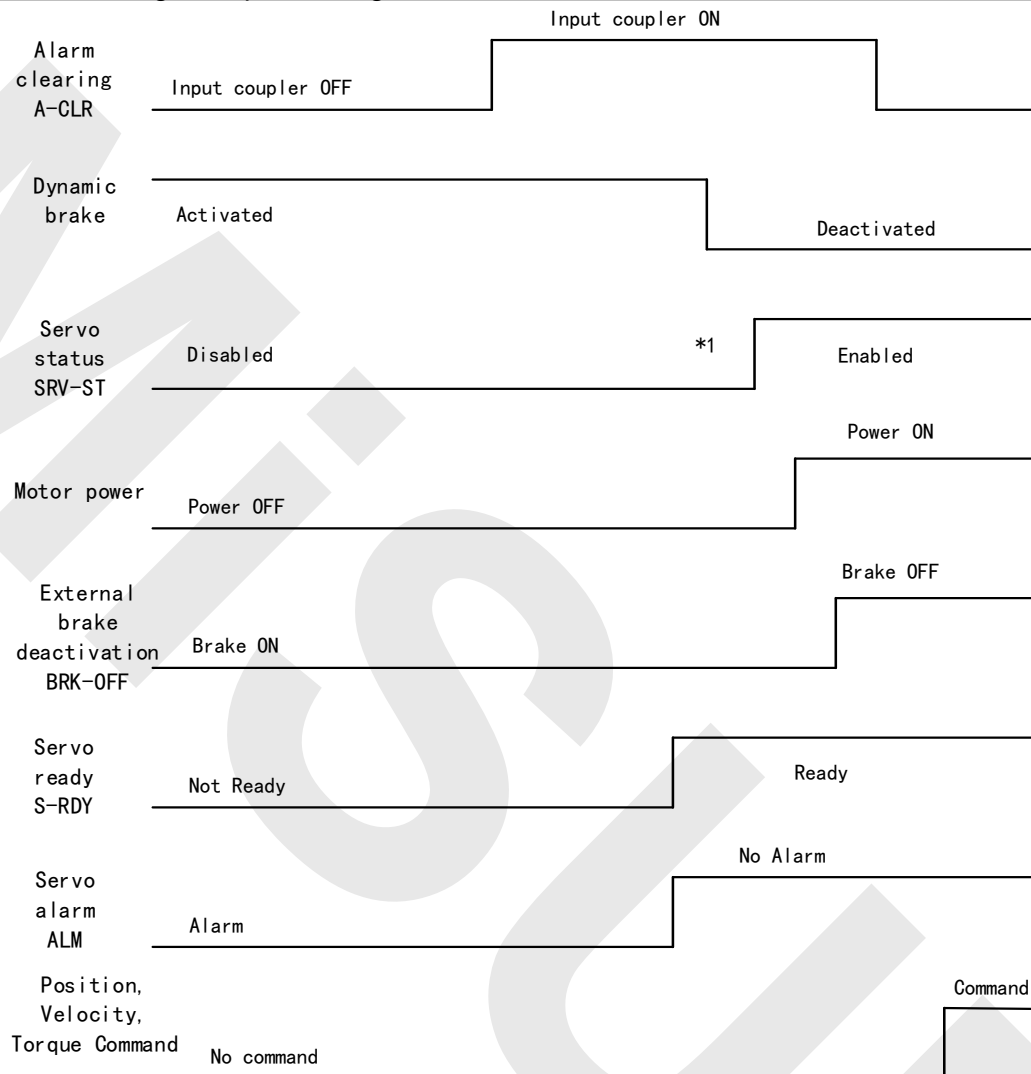 Input coupler ON
Alarm
clearing
A-CLR
Input coupler OFF
Dynamic
brake
Activated
Deactivated
Servo
status
SRV-ST
Disabled
*1
Enabled
Power ON
Motor power
Power OFF
Brake OFF
External
brake
deactivation
BRK-OFF
Brake ON
Servo
ready
S-RDY
Not Ready
Ready
No Alarm
Servo
alarm
ALM
Alarm
Position,
Velocity,
Torque Command
No command
Command